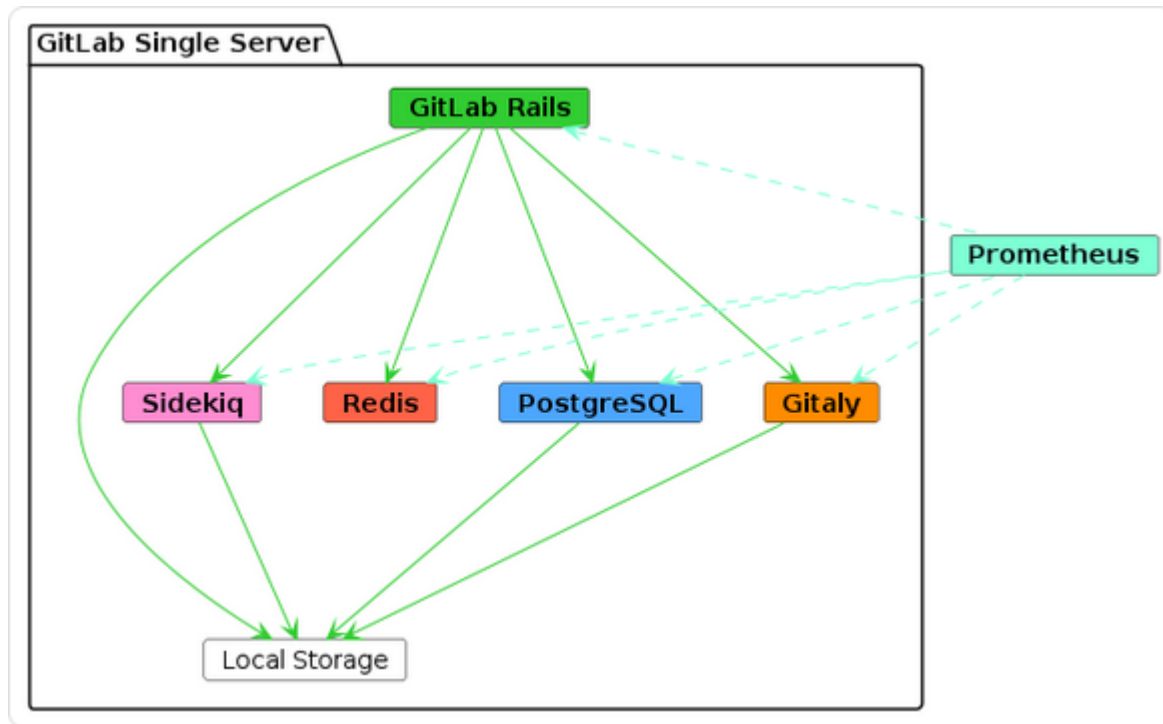 GitLab Single Server
GitLab Rails
Prometheus
Sidekiq
Redis
PostgreSQL
Gitaly
Local Storage